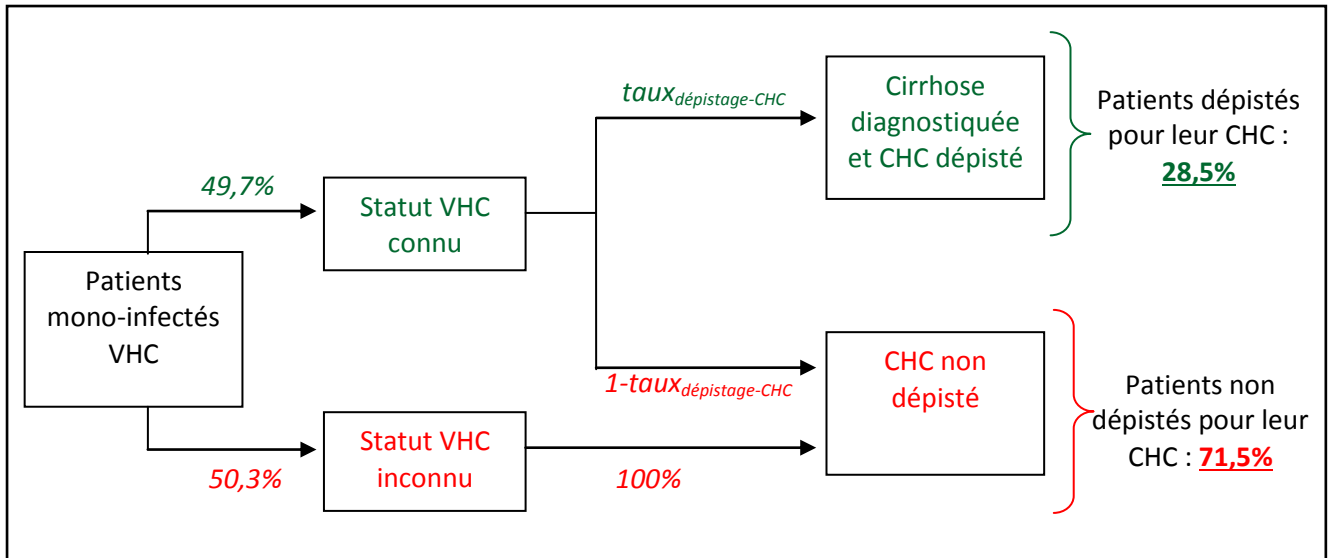 Patients
mono-infectés
VHC
49,7%
Statut VHC
connu
50,3%
Statut VHC
inconnu
taux dépistage-CHC
1-taux dépistage-CHC
100%
Cirrhose
diagnostiquée
et CHC dépisté
CHC non
dépisté
Patients dépistés
pour leur CHC :
28,5%
Patients non
dépistés pour leur
CHC : 71,5%